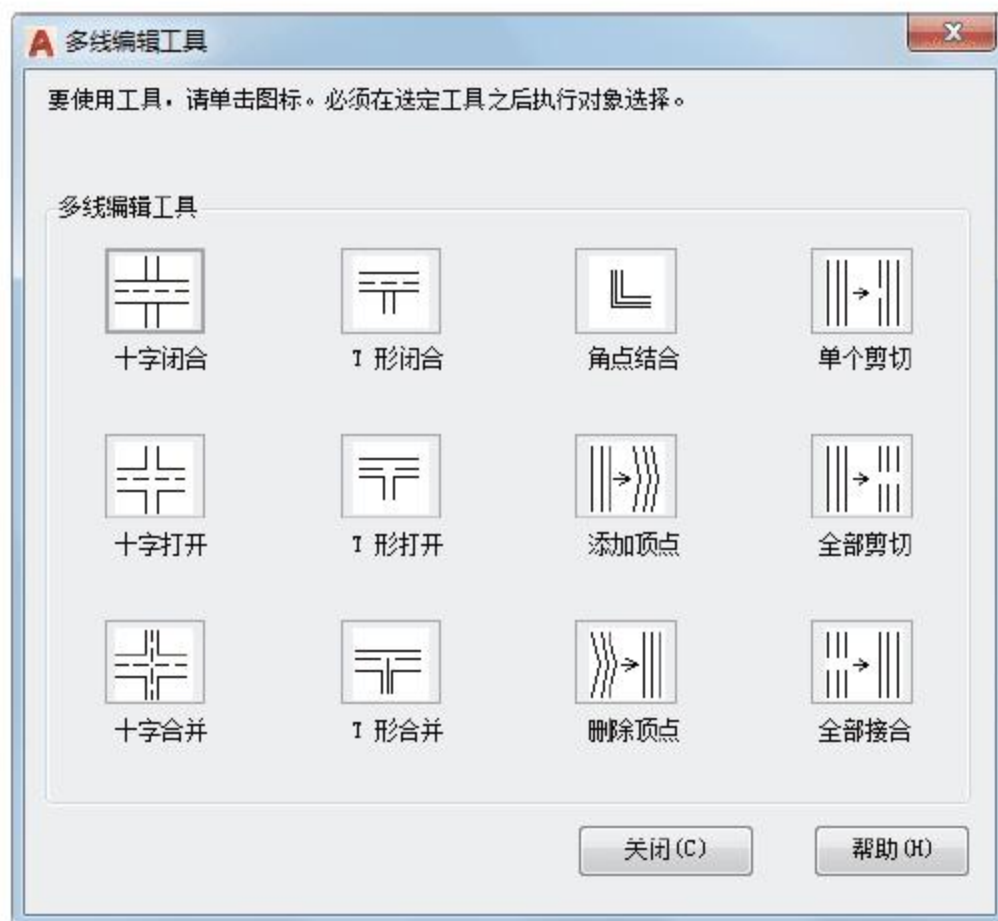 多线编辑工具
要使用工具，请单击图标。必须在选定工具之后执行对象选择。
多线编辑工具
十字闭合 T 形闭合 角点结合 单个剪切
十字打开 T 形打开 添加顶点 全部剪切
十字合并 T 形合并 删除顶点 全部接合
关闭(C) 帮助(H)